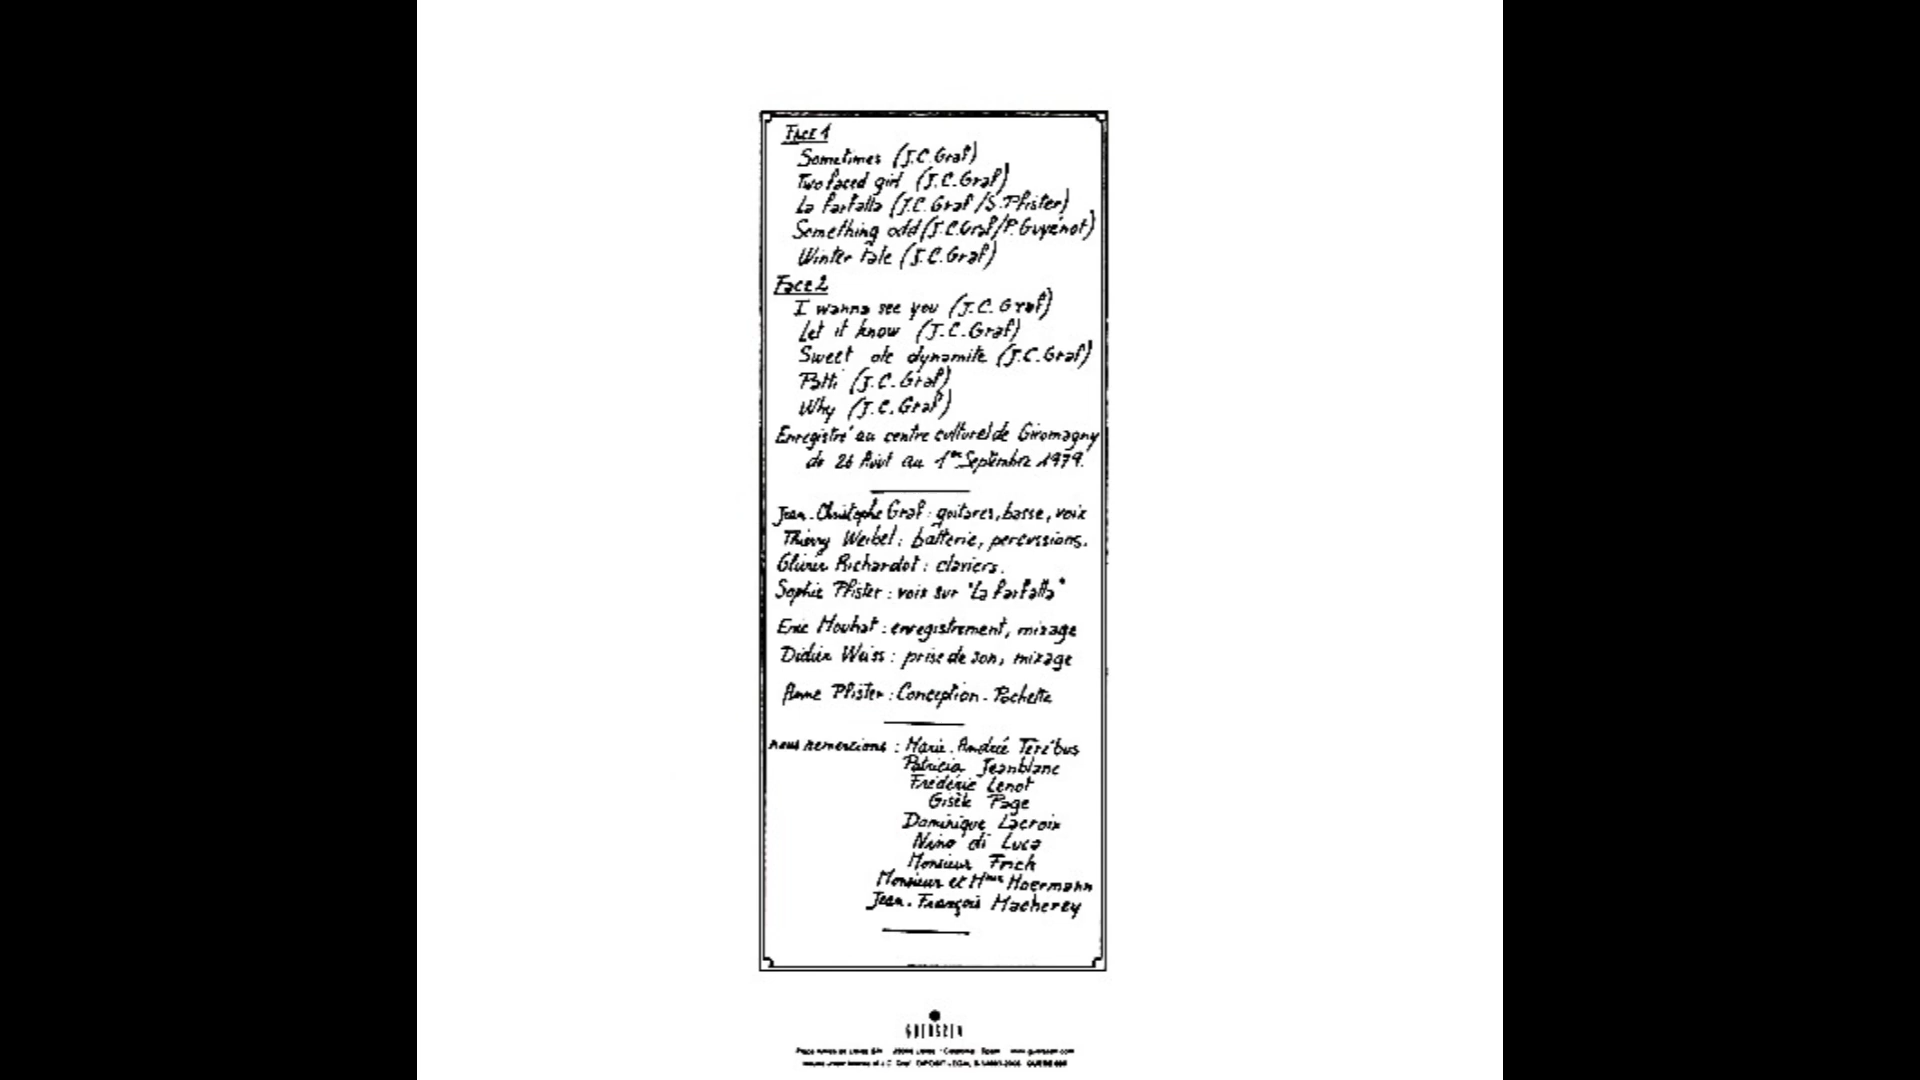 Face 1
Sometimes (J.C.Graf)
Two faced girl (J.C.Graf)
La farfalla (J.C.Graf/S.Pfister)
Something odd (J.C.Graf/P.Guyénot)
Winter tale (J.C.Graf)
Face 2
I wanna see you (J.C.Graf)
Let it know (J.C.Graf)
Sweet ole dynamite (J.C.Graf)
Patti (J.C.Graf)
Why (J.C.Graf)
Enregistré au centre culturel de Giromagny
du 26 Août au 1er Septembre 1979.
Jean-Christophe Graf : guitares, basse, voix
Thierry Weibel : batterie, percussions.
Olivier Richardot : claviers.
Sophie Pfister : voix sur "La farfalla"
Eric Mouhat : enregistrement, mixage
Didier Weiss : prise de son, mixage
Anne Pfister : Conception - Pochette
nous remercions : Marie-Andrée Teribus
Patricia Jeanblanc
Frédéric Lenot
Gisèle Page
Dominique Lacroix
Nino di Luca
Monsieur
Monsieur et Mme Hoermann
Jean-François Macherey
GUERSSEN